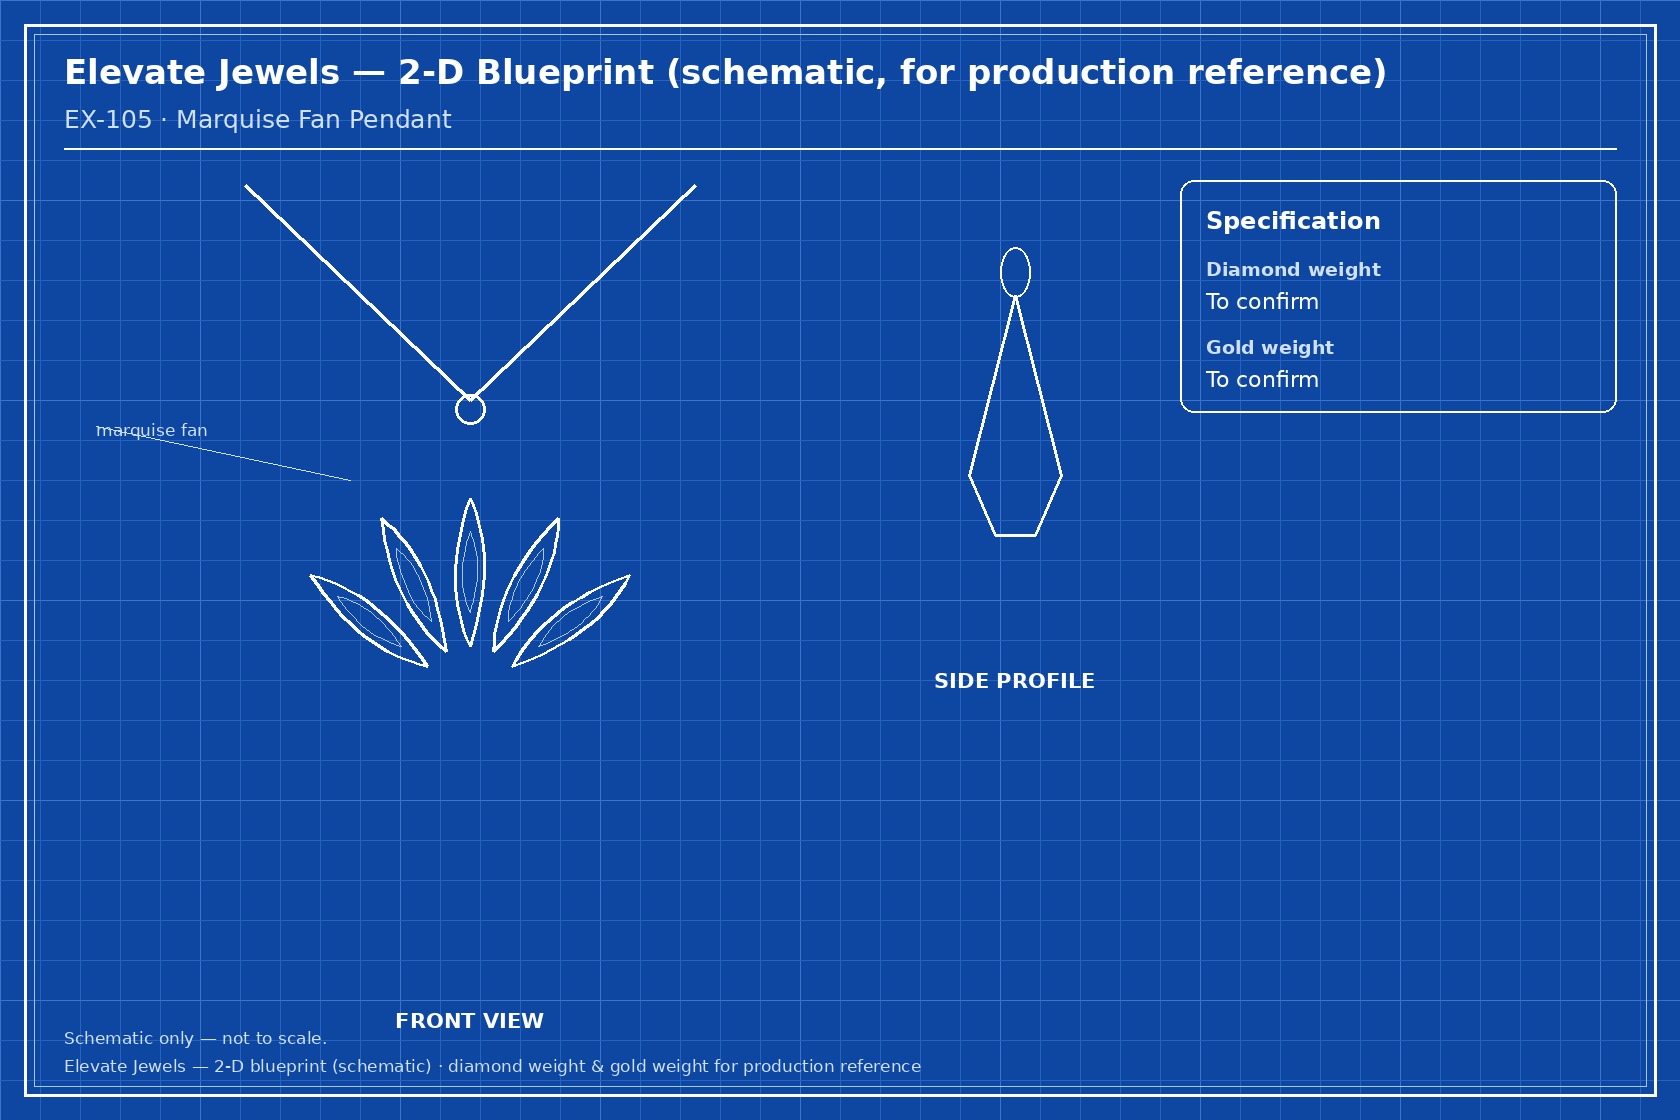 Elevate Jewels — 2-D Blueprint (schematic, for production reference)
EX-105 · Marquise Fan Pendant
Specification
Diamond weight
To confirm
Gold weight
To confirm
marquise fan
SIDE PROFILE
FRONT VIEW
Schematic only — not to scale.
Elevate Jewels — 2-D blueprint (schematic) · diamond weight & gold weight for production reference